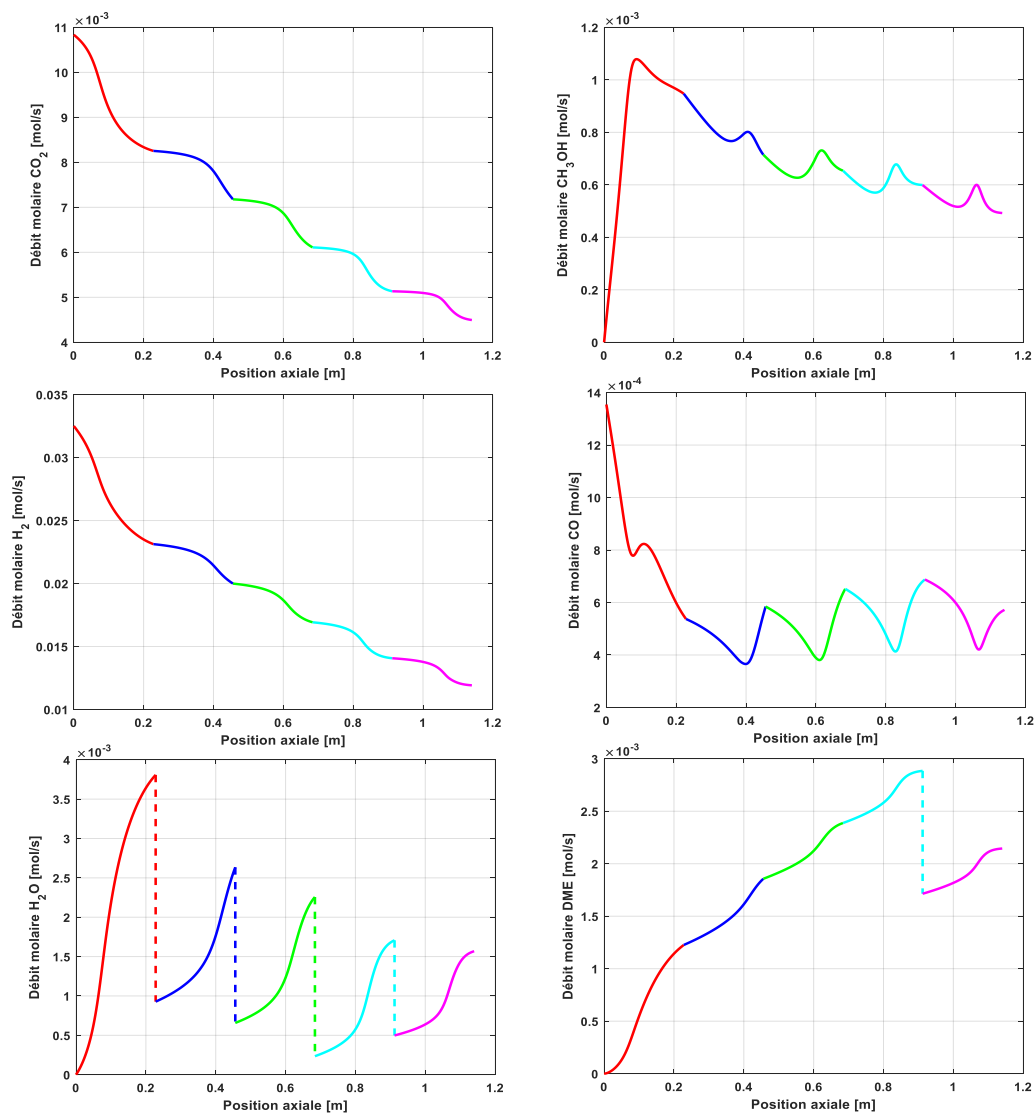 ×10⁻³
11
10
9
8
7
6
5
4
0 0.2 0.4 0.6 0.8 1 1.2
Position axiale [m]
Débit molaire CO₂ [mol/s]
×10⁻³
1.2
1
0.8
0.6
0.4
0.2
0
0 0.2 0.4 0.6 0.8 1 1.2
Position axiale [m]
Débit molaire CH₃OH [mol/s]
0.035
0.03
0.025
0.02
0.015
0.01
0 0.2 0.4 0.6 0.8 1 1.2
Position axiale [m]
Débit molaire H₂ [mol/s]
×10⁻⁴
14
12
10
8
6
4
2
0 0.2 0.4 0.6 0.8 1 1.2
Position axiale [m]
Débit molaire CO [mol/s]
×10⁻³
4
3.5
3
2.5
2
1.5
1
0.5
0
0 0.2 0.4 0.6 0.8 1 1.2
Position axiale [m]
Débit molaire H₂O [mol/s]
×10⁻³
3
2.5
2
1.5
1
0.5
0
0 0.2 0.4 0.6 0.8 1 1.2
Position axiale [m]
Débit molaire DME [mol/s]